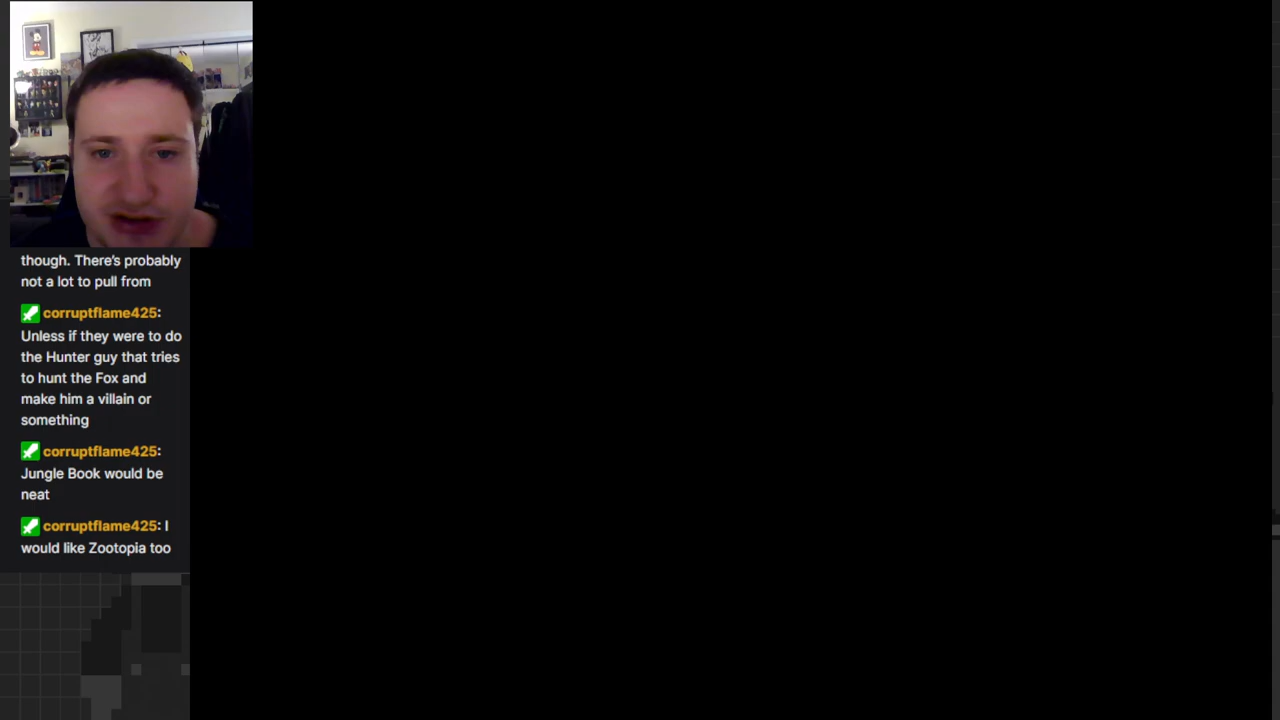 though. There's probably
not a lot to pull from
corruptflame425:
Unless if they were to do
the Hunter guy that tries
to hunt the Fox and
make him a villain or
something
corruptflame425:
Jungle Book would be
neat
corruptflame425: I
would like Zootopia too